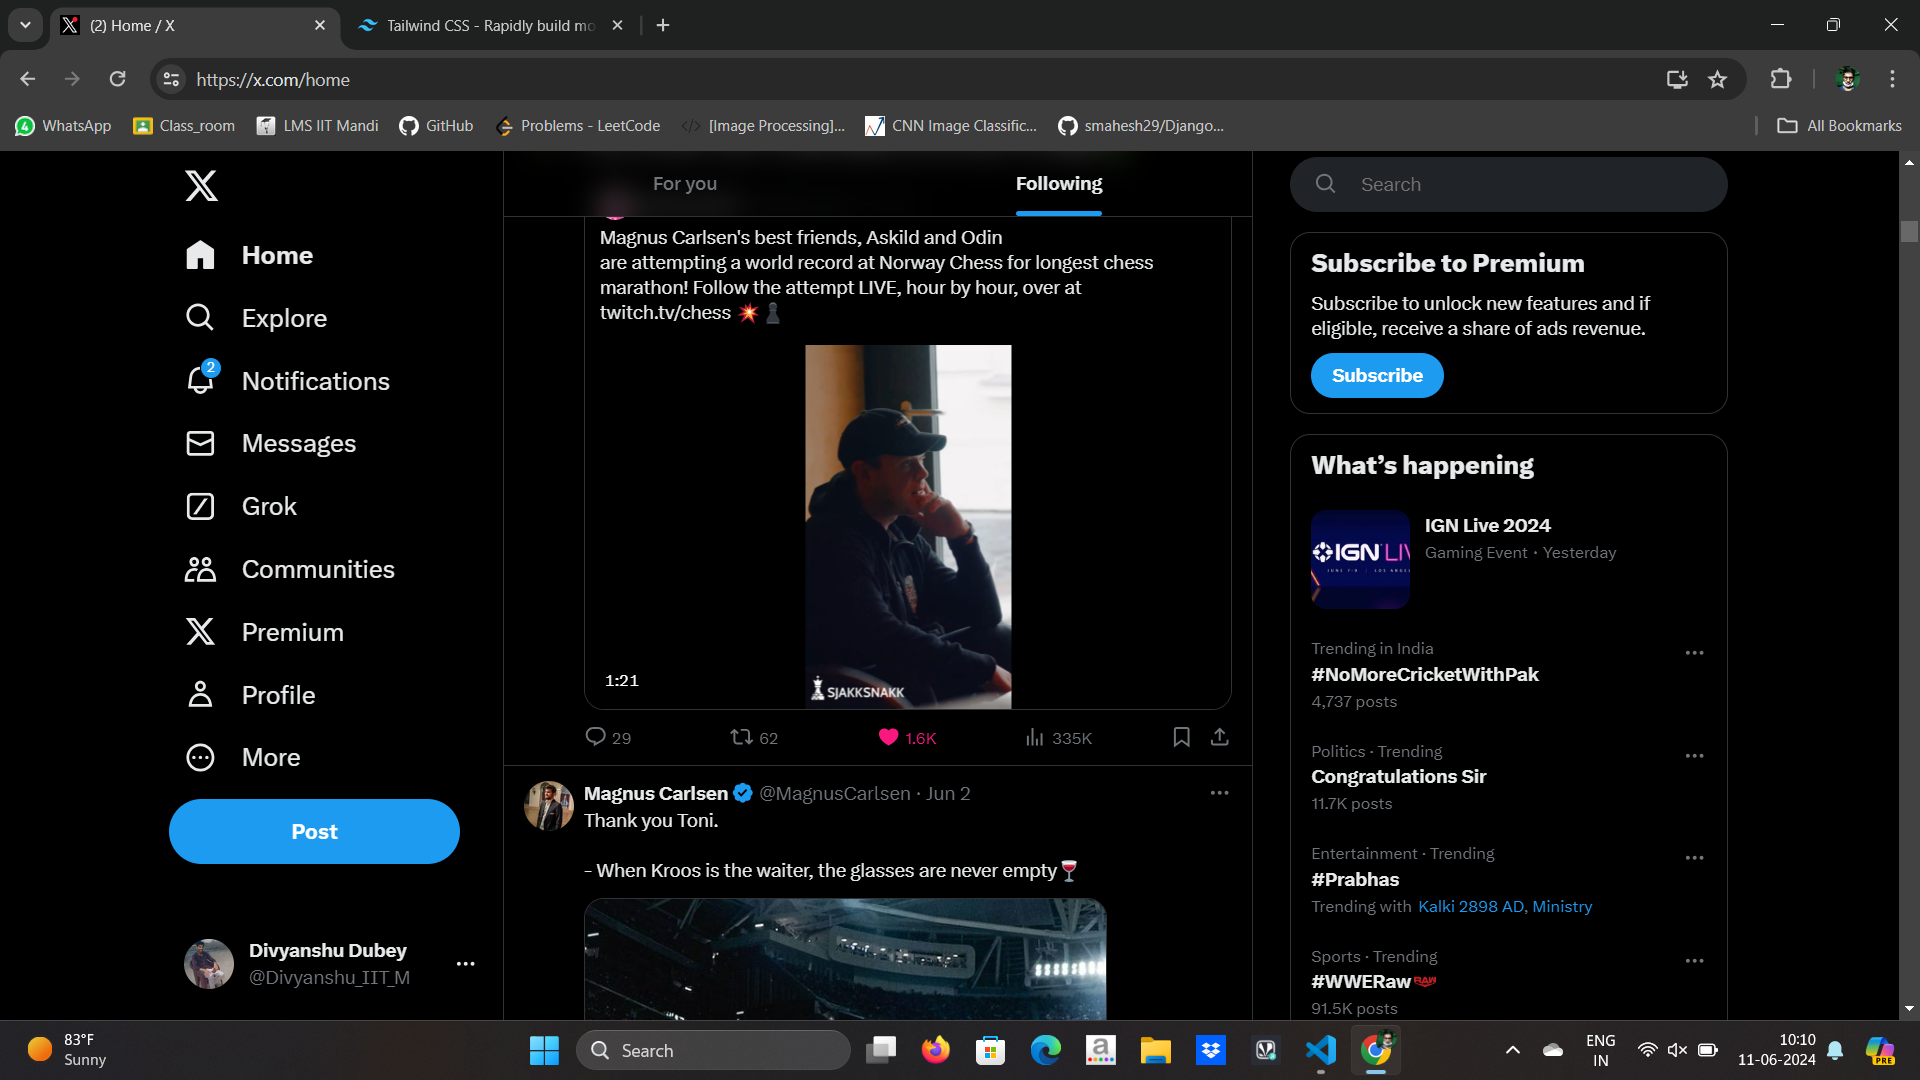 (2) Home / X
Tailwind CSS - Rapidly build mo
https://x.com/home
WhatsApp
Class_room
LMS IIT Mandi
GitHub
Problems - LeetCode
[Image Processing]...
CNN Image Classific...
smahesh29/Django...
All Bookmarks
Home
Explore
2
Notifications
Messages
Grok
Communities
Premium
Profile
More
Post
Divyanshu Dubey
@Divyanshu_IIT_M
For you
Following
Magnus Carlsen's best friends, Askild and Odin
are attempting a world record at Norway Chess for longest chess
marathon! Follow the attempt LIVE, hour by hour, over at
twitch.tv/chess 💥♟️
1:21
SJAKKSNAKK
29
62
1.6K
335K
Magnus Carlsen @MagnusCarlsen · Jun 2
Thank you Toni.
- When Kroos is the waiter, the glasses are never empty🍷
Search
Subscribe to Premium
Subscribe to unlock new features and if
eligible, receive a share of ads revenue.
Subscribe
What’s happening
IGN LIV
JUNE 7-9 | LOS ANGEL
IGN Live 2024
Gaming Event · Yesterday
Trending in India
#NoMoreCricketWithPak
4,737 posts
Politics · Trending
Congratulations Sir
11.7K posts
Entertainment · Trending
#Prabhas
Trending with Kalki 2898 AD, Ministry
Sports · Trending
#WWERaw RAW
91.5K posts
83°F
Sunny
Search
a
ENG
IN
10:10
11-06-2024
PRE